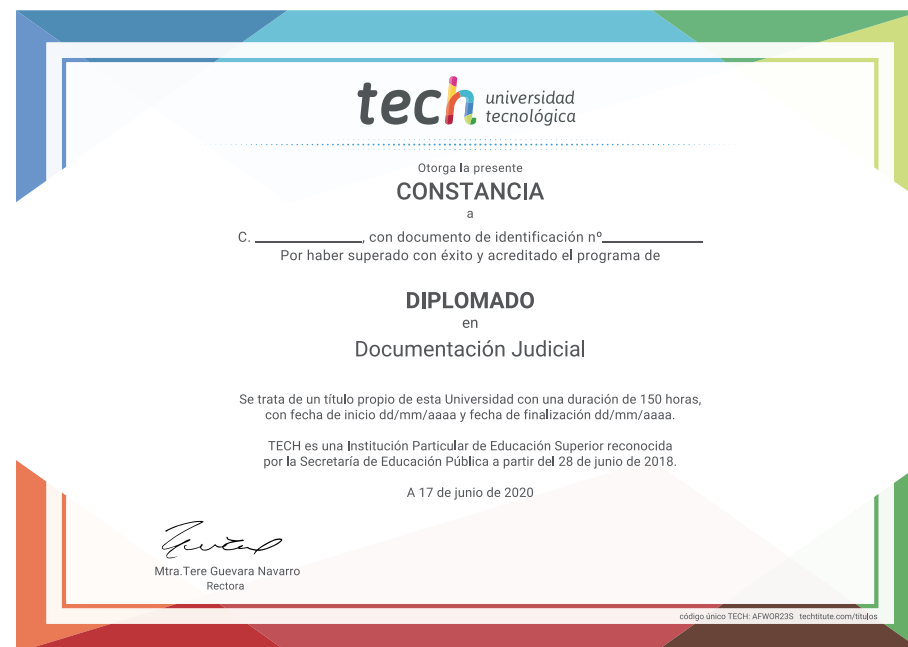 tech universidad
tecnológica
Otorga la presente
CONSTANCIA
a
C. ____________, con documento de identificación nº____________
Por haber superado con éxito y acreditado el programa de
DIPLOMADO
en
Documentación Judicial
Se trata de un título propio de esta Universidad con una duración de 150 horas,
con fecha de inicio dd/mm/aaaa y fecha de finalización dd/mm/aaaa.
TECH es una Institución Particular de Educación Superior reconocida
por la Secretaría de Educación Pública a partir del 28 de junio de 2018.
A 17 de junio de 2020
Mtra.Tere Guevara Navarro
Rectora
código único TECH: AFWOR23S techtitute.com/titulos